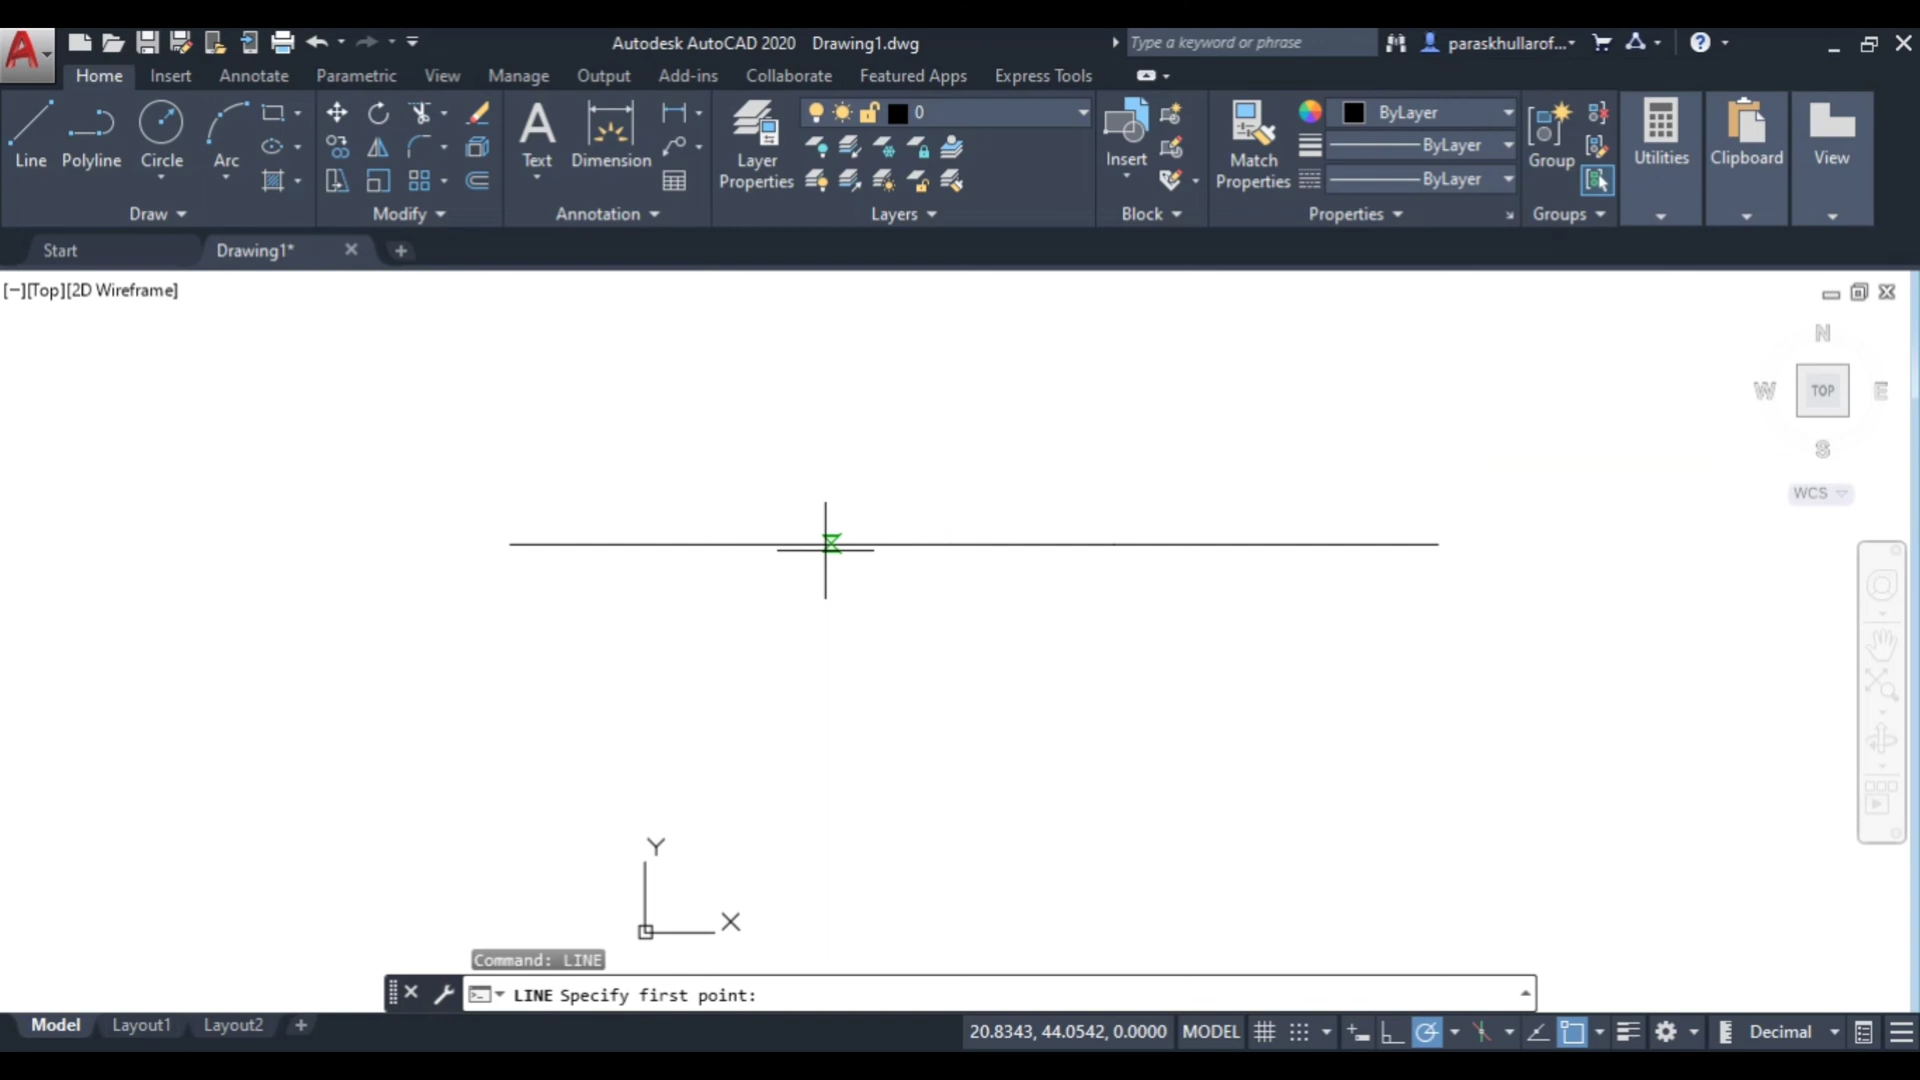 Autodesk AutoCAD 2020 Drawing1.dwg
Type a keyword or phrase
paraskhullarof...
Home Insert Annotate Parametric View Manage Output Add-ins Collaborate Featured Apps Express Tools
0
ByLayer
ByLayer
ByLayer
Line Polyline Circle Arc
Text Dimension
Layer Properties
Insert
Match Properties
Group
Utilities Clipboard View
Draw Modify Annotation Layers Block Properties Groups
Start Drawing1*
[−][Top][2D Wireframe]
N
W TOP E
S
WCS
Y
X
Command: LINE
LINE Specify first point:
Model Layout1 Layout2
20.8343, 44.0542, 0.0000 MODEL Decimal